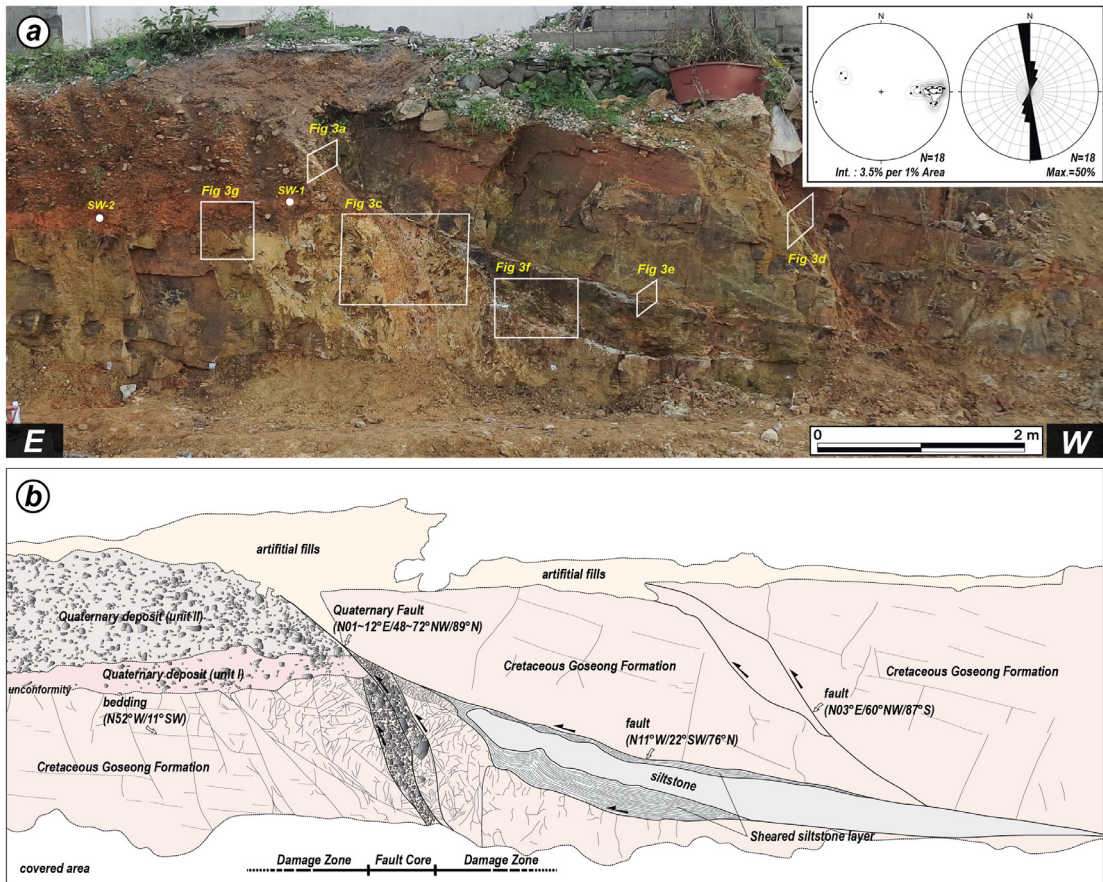 a
Fig 3a
Fig 3g
SW-1
SW-2
Fig 3c
Fig 3f
Fig 3e
Fig 3d
N
N
N=18
N=18
Int. : 3.5% per 1% Area
Max.=50%
E
0
2 m
W
b
artifitial fills
artifitial fills
Quaternary deposit (unit II)
Quaternary Fault
(N01~12°E/48~72°NW/89°N)
Cretaceous Goseong Formation
Cretaceous Goseong Formation
Quaternary deposit (unit I)
unconformity
bedding
(N52°W/11°SW)
fault
(N03°E/60°NW/87°S)
fault
(N11°W/22°SW/76°N)
Cretaceous Goseong Formation
siltstone
Sheared siltstone layer
covered area
Damage Zone
Fault Core
Damage Zone